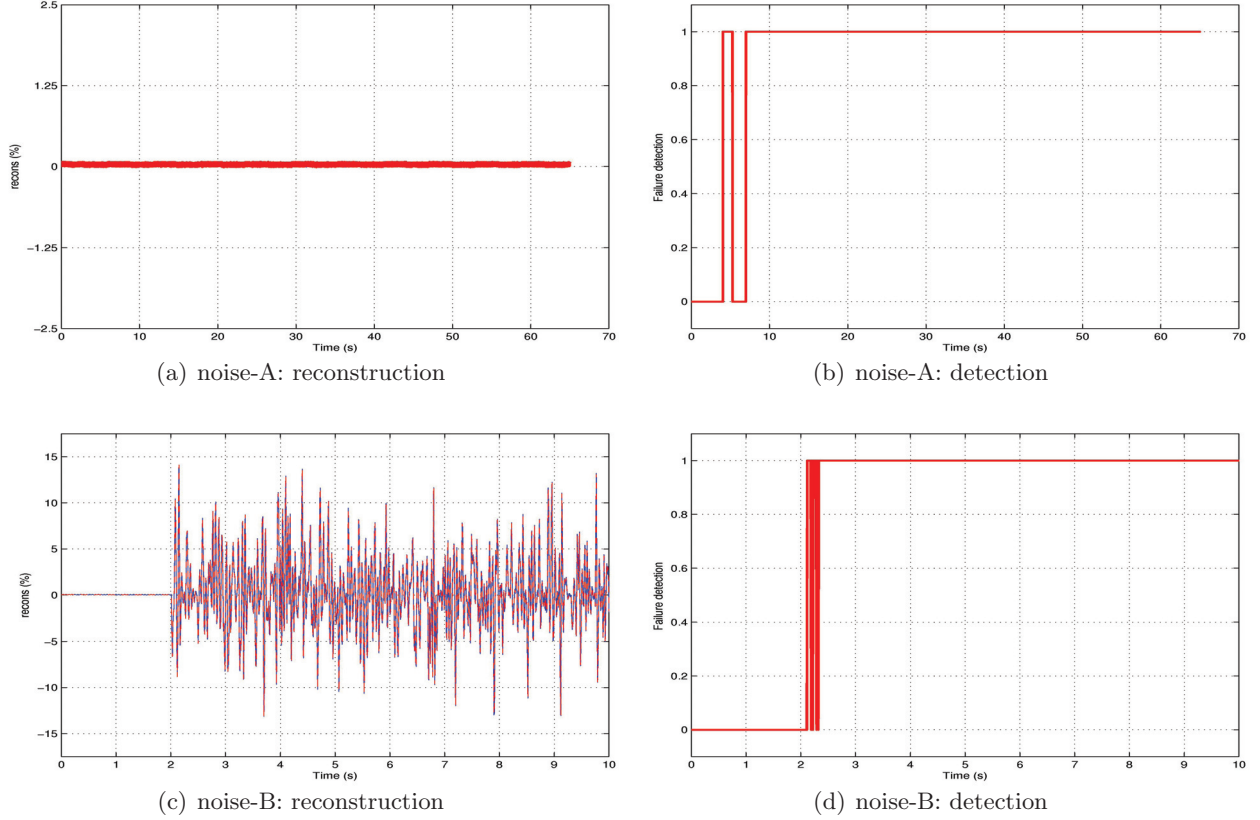 2.5
1.25
0
−1.25
−2.5
recons (%)
0 10 20 30 40 50 60 70
Time (s)
(a) noise-A: reconstruction
1
0.8
0.6
0.4
0.2
0
Failure detection
0 10 20 30 40 50 60 70
Time (s)
(b) noise-A: detection
15
10
5
0
−5
−10
−15
recons (%)
0 1 2 3 4 5 6 7 8 9 10
Time (s)
(c) noise-B: reconstruction
1
0.8
0.6
0.4
0.2
0
Failure detection
0 1 2 3 4 5 6 7 8 9 10
Time (s)
(d) noise-B: detection